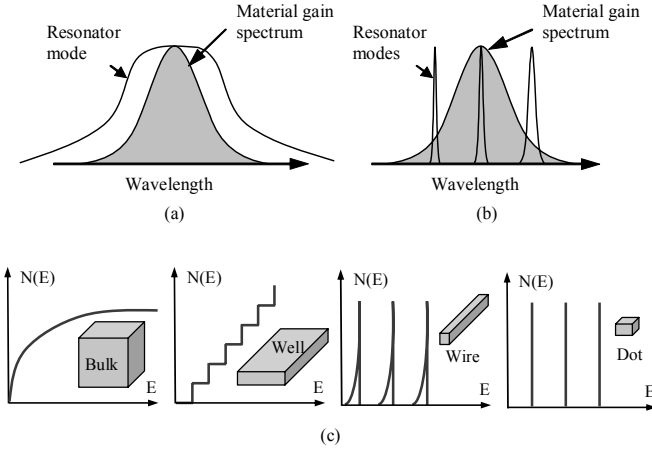 Resonator
mode
Material gain
spectrum
Wavelength
(a)
Resonator
modes
Material gain
spectrum
Wavelength
(b)
N(E)
Bulk
E
N(E)
Well
E
N(E)
Wire
E
N(E)
Dot
E
(c)